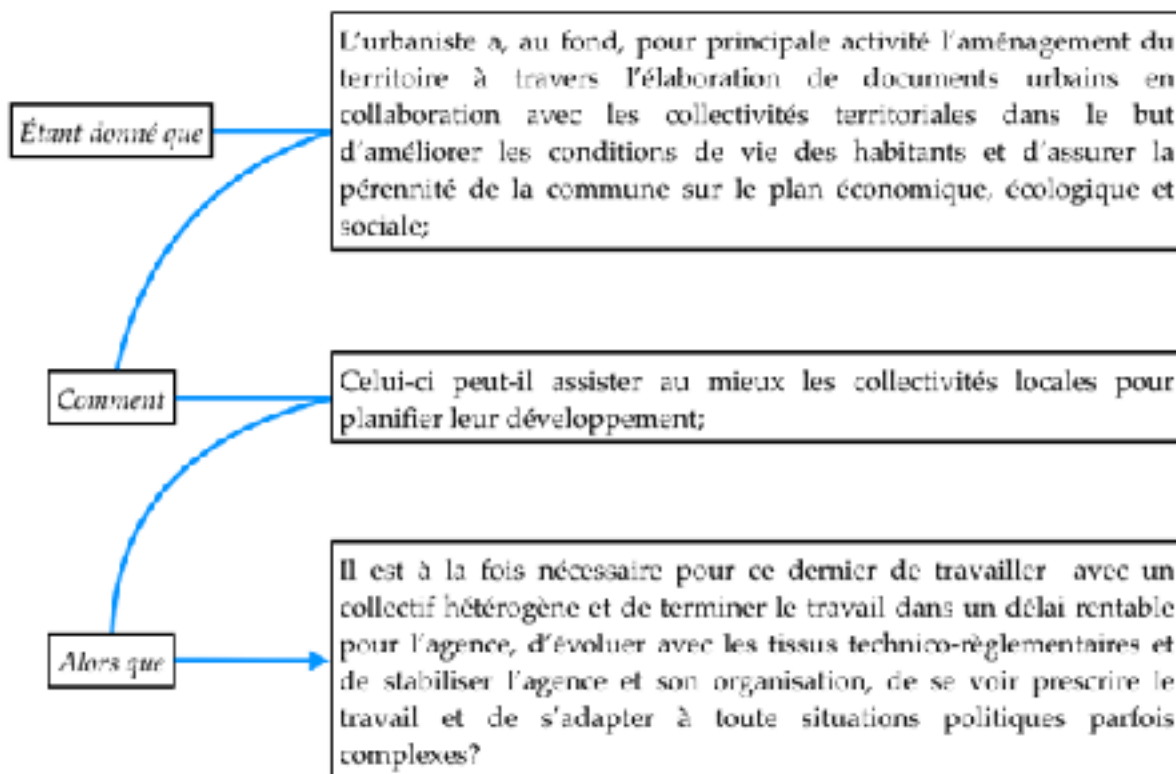 L'urbaniste a, au fond, pour principale activité l'aménagement du
territoire à travers l'élaboration de documents urbains en
Étant donné que
collaboration avec les collectivités territoriales dans le but
d'améliorer les conditions de vie des habitants et d'assurer la
pérennité de la commune sur le plan économique, écologique et
sociale;
Comment
Celui-ci peut-il assister au mieux les collectivités locales pour
planifier leur développement;
Alors que
Il est à la fois nécessaire pour ce dernier de travailler avec un
collectif hétérogène et de terminer le travail dans un délai rentable
pour l'agence, d'évoluer avec les tissus technico-règlementaires et
de stabiliser l'agence et son organisation, de se voir prescrire le
travail et de s'adapter à toute situations politiques parfois
complexes?